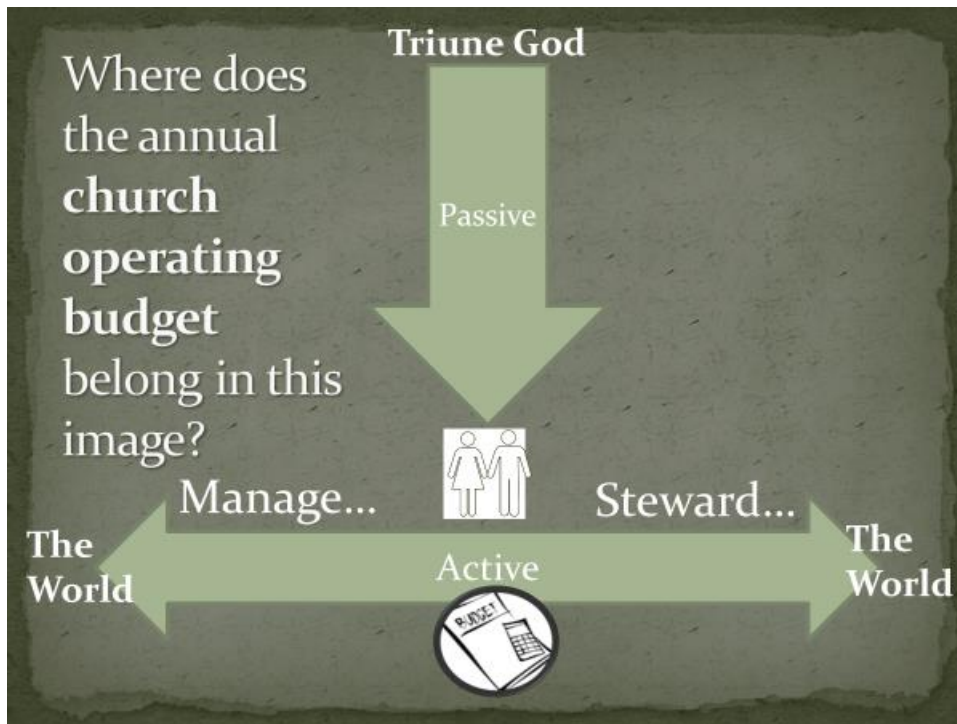 Triune God
Where does
the annual
church
operating
budget
belong in this
image?
Passive
Manage...
Steward...
The
World
Active
The
World
BUDGET